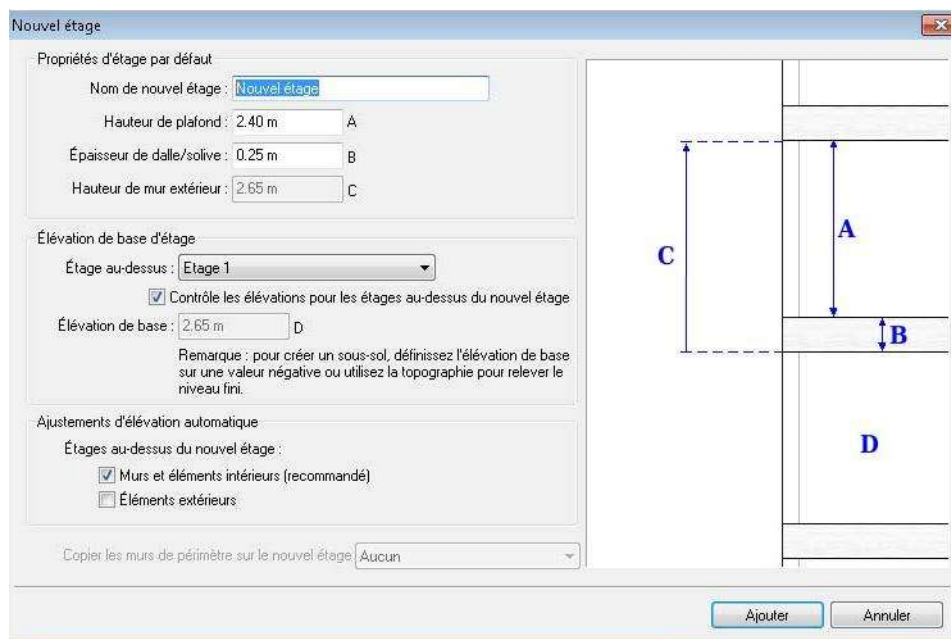 Nouvel étage
Propriétés d'étage par défaut
Nom de nouvel étage : Nouvel étage
Hauteur de plafond : 2.40 m A
Épaisseur de dalle/solive : 0.25 m B
Hauteur de mur extérieur : 2.65 m C
Élévation de base d'étage
Étage au-dessus : Etage 1
Contrôle les élévations pour les étages au-dessus du nouvel étage
Élévation de base : 2.65 m D
Remarque : pour créer un sous-sol, définissez l'élévation de base
sur une valeur négative ou utilisez la topographie pour relever le
niveau fini.
Ajustements d'élévation automatique
Étages au-dessus du nouvel étage :
Murs et éléments intérieurs (recommandé)
Éléments extérieurs
Copier les murs de périmètre sur le nouvel étage Aucun
A
C
B
D
Ajouter Annuler